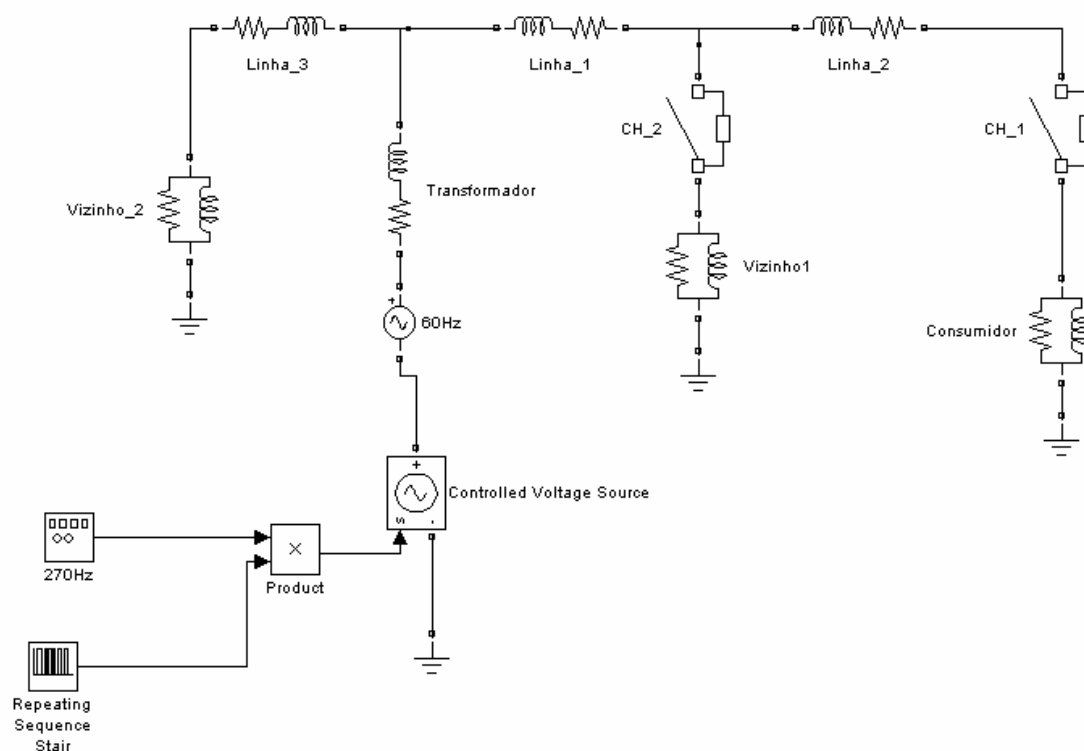 Linha_3
Linha_1
Linha_2
CH_2
CH_1
Transformador
Vizinho_2
Vizinho1
+
60Hz
Consumidor
+
Controlled Voltage Source
s
-
270Hz
×
Product
Repeating
Sequence
Stair